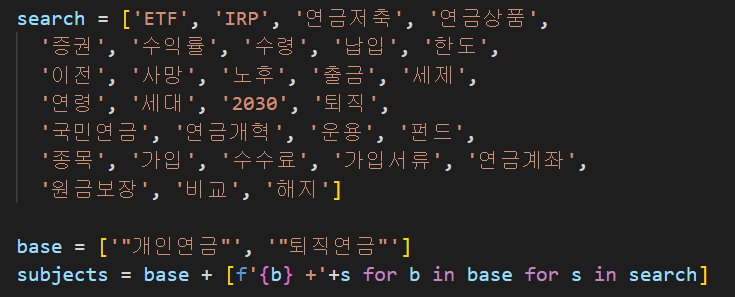 search = ['ETF', 'IRP', '연금저축', '연금상품',
'증권', '수익률', '수령', '납입', '한도',
'이전', '사망', '노후', '출금', '세제',
'연령', '세대', '2030', '퇴직',
'국민연금', '연금개혁', '운용', '펀드',
'종목', '가입', '수수료', '가입서류', '연금계좌',
'원금보장', '비교', '해지']
base = ['"개인연금"', '"퇴직연금"']
subjects = base + [f'{b} +'+s for b in base for s in search]